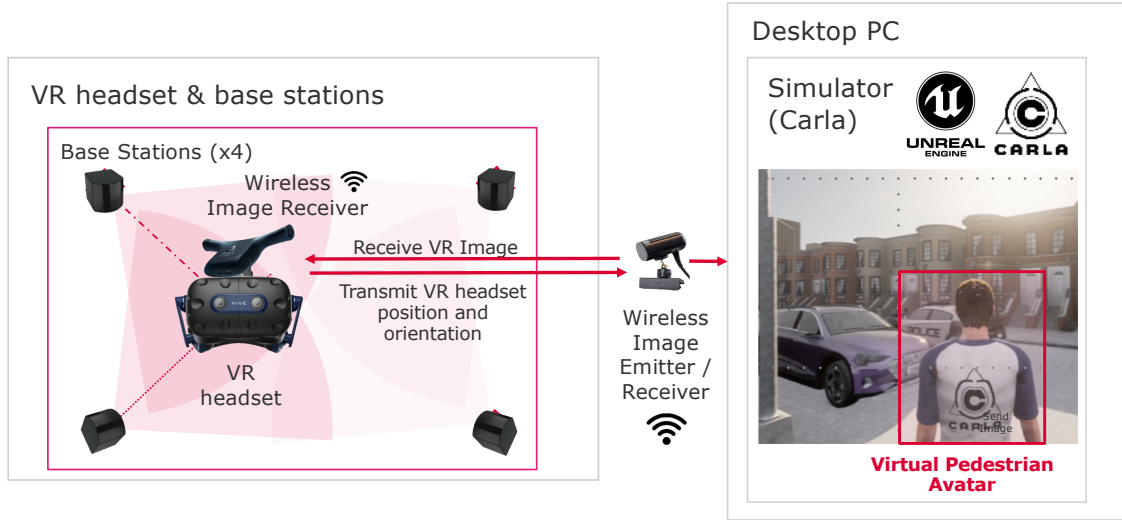 VR headset & base stations
Base Stations (x4)
Wireless
Image Receiver
VIVE
VR
headset
Receive VR Image
Transmit VR headset
position and
orientation
Wireless
Image
Emitter /
Receiver
Desktop PC
Simulator
(Carla)
UNREAL
ENGINE
CARLA
POLICE
CARLA
Send
Image
Virtual Pedestrian
Avatar